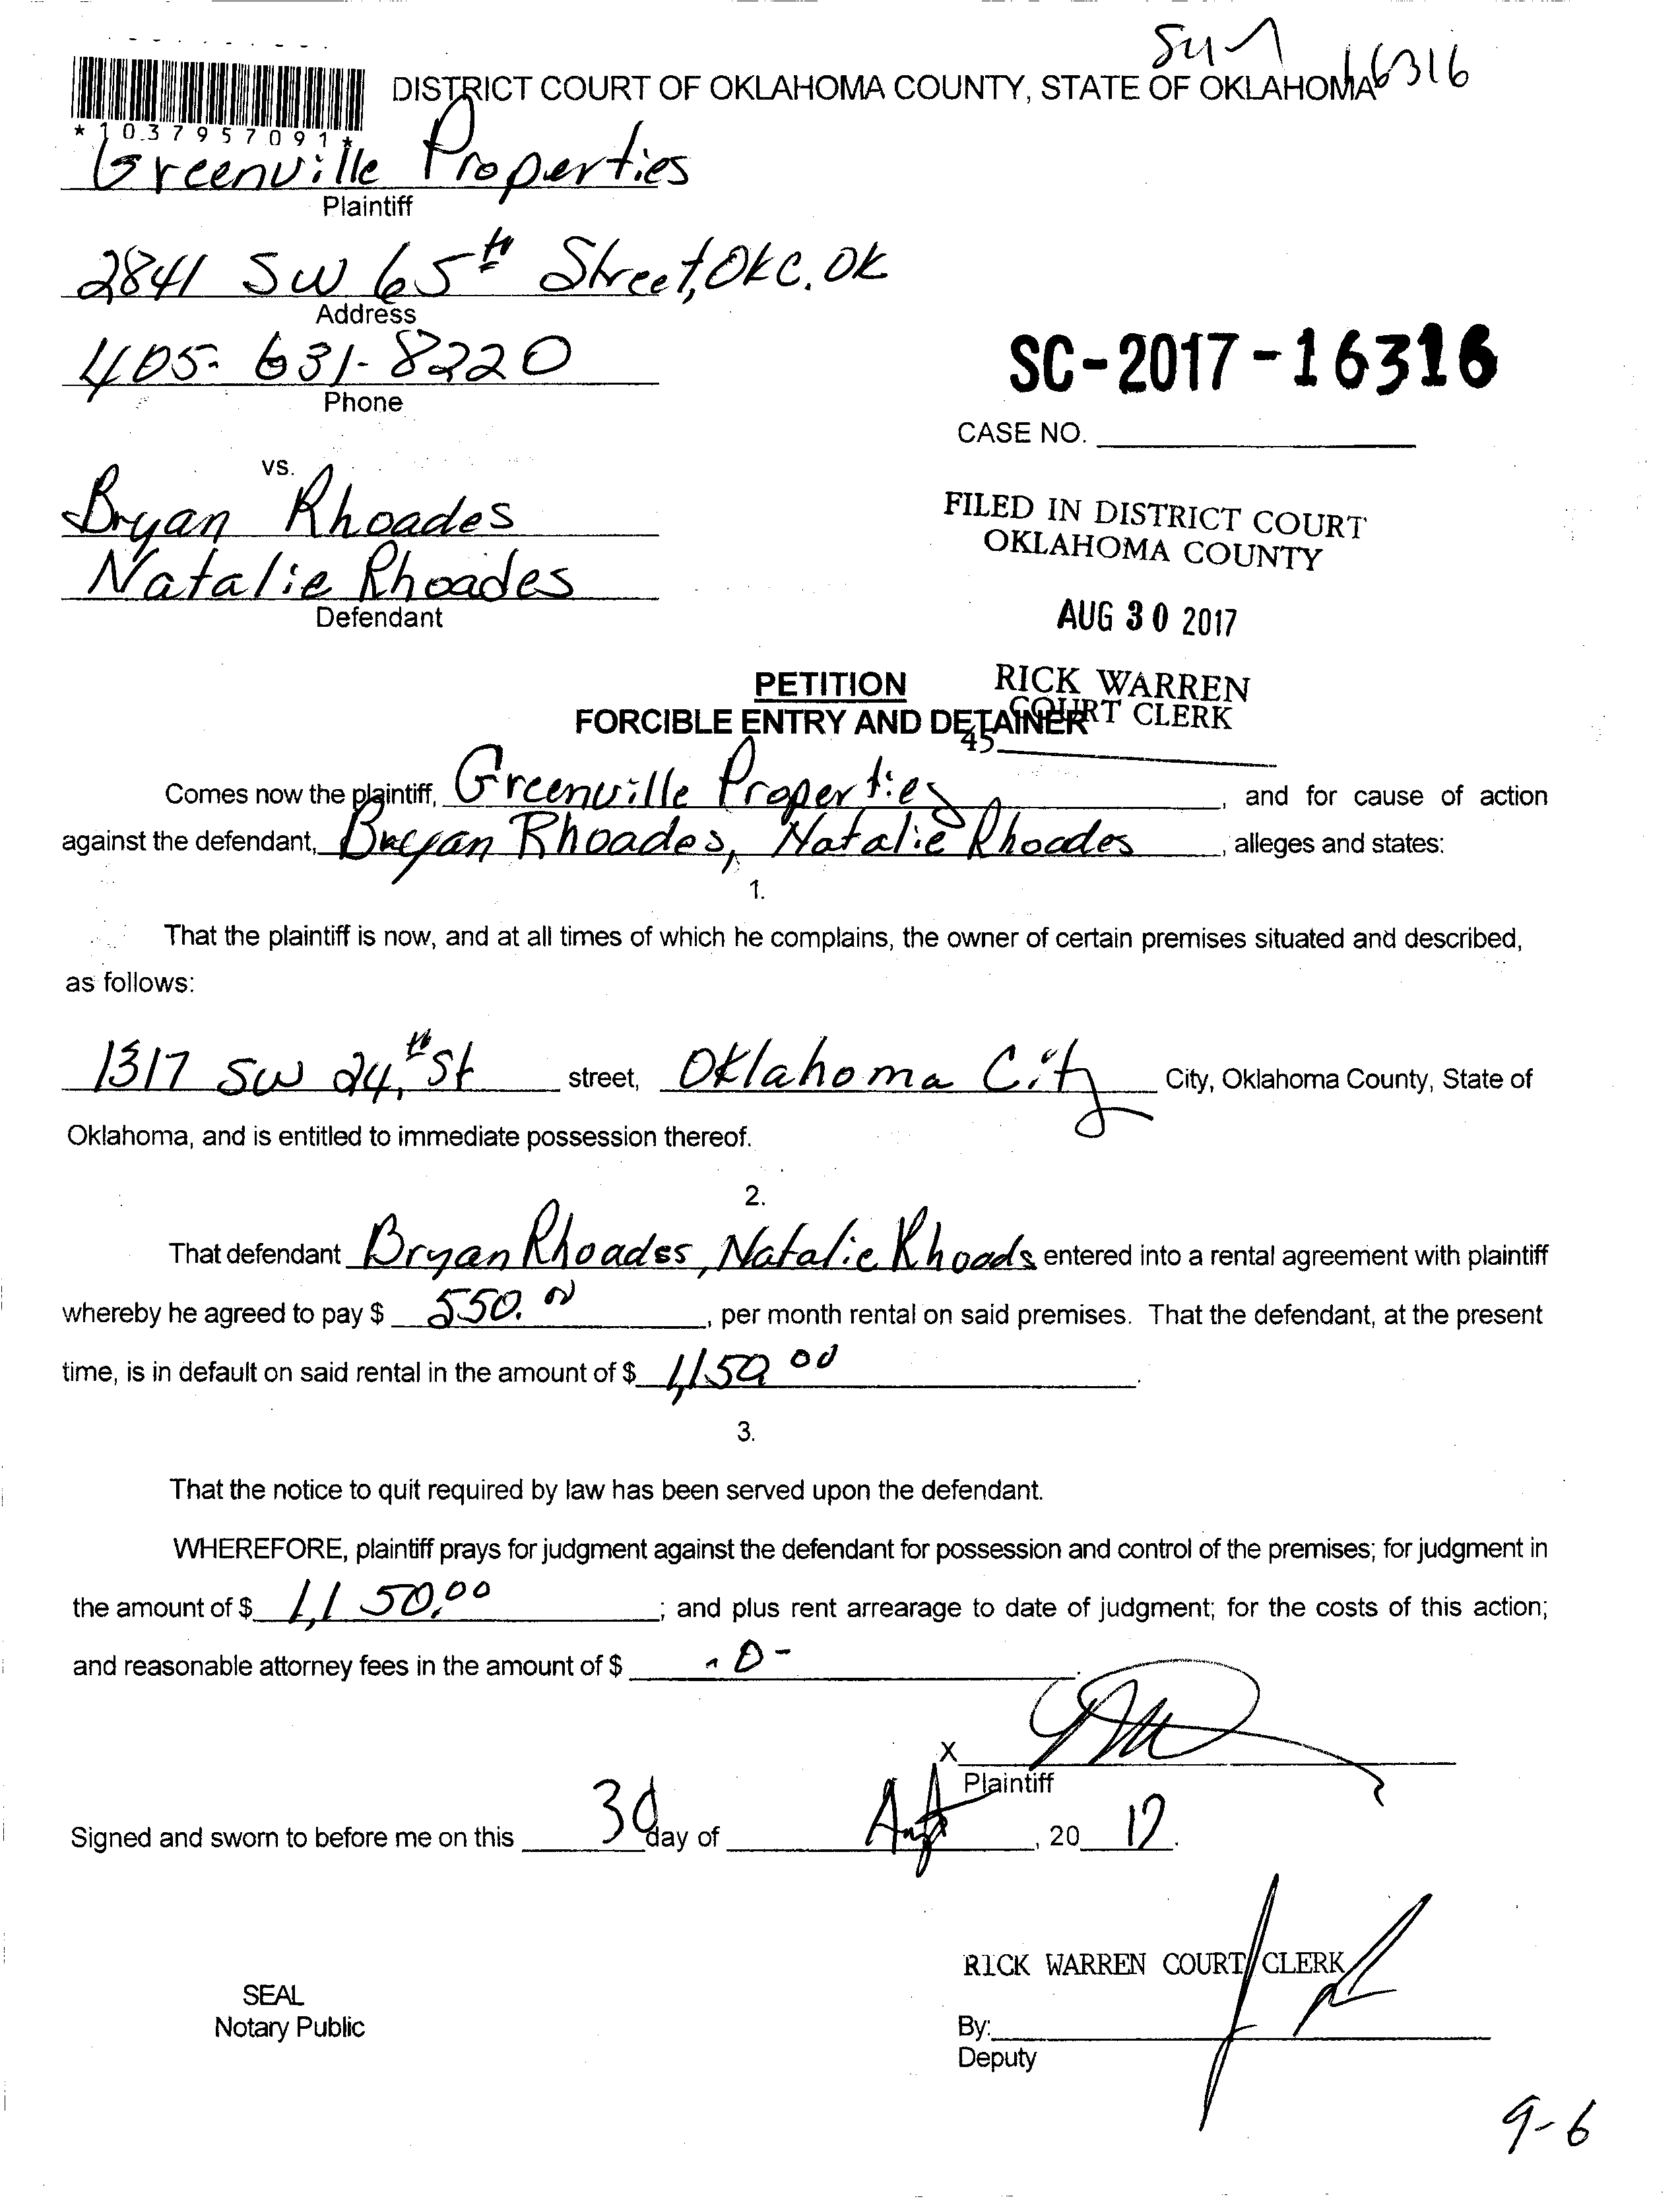 16316
DISTRICT COURT OF OKLAHOMA COUNTY, STATE OF OKLAHOMA
*1037957091*
Greenville Properties
Plaintiff
2841 SW 65th Street, OKC. OK
Address
405-631-8220
Phone
SC-2017-16316
CASE NO.
vs.
Bryan Rhoades
Natalie Rhoades
Defendant
FILED IN DISTRICT COURT
OKLAHOMA COUNTY
AUG 30 2017
RICK WARREN
COURT CLERK
45
PETITION
FORCIBLE ENTRY AND DETAINER
Comes now the plaintiff, Greenville Properties, and for cause of action
against the defendant, Bryan Rhoades, Natalie Rhoades, alleges and states:
1.
That the plaintiff is now, and at all times of which he complains, the owner of certain premises situated and described,
as follows:
1317 SW 24th St street, Oklahoma City City, Oklahoma County, State of
Oklahoma, and is entitled to immediate possession thereof.
2.
That defendant Bryan Rhoades, Natalie Rhoads entered into a rental agreement with plaintiff
whereby he agreed to pay $ 550.00, per month rental on said premises. That the defendant, at the present
time, is in default on said rental in the amount of $ 1,150.00.
3.
That the notice to quit required by law has been served upon the defendant.
WHEREFORE, plaintiff prays for judgment against the defendant for possession and control of the premises; for judgment in
the amount of $ 1,150.00; and plus rent arrearage to date of judgment; for the costs of this action;
and reasonable attorney fees in the amount of $ -0-.
X
Plaintiff
Signed and sworn to before me on this 30 day of Aug, 2017.
RICK WARREN COURT CLERK
SEAL
Notary Public
By:
Deputy
9-6